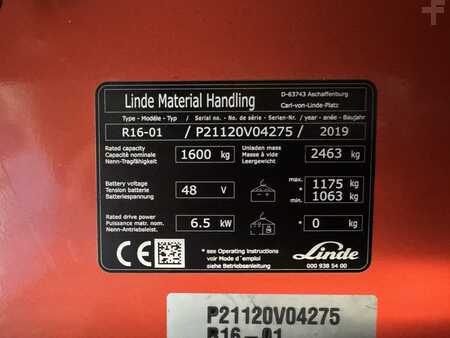 Linde Material Handling
D-63743 Aschaffenburg
Carl-von-Linde-Platz
Type - Modèle - Typ / Serial no. - No de série - Serien-Nr. / year - année - Baujahr
R16-01 / P21120V04275 / 2019
Rated capacity
Capacité nominale
Nenn-Tragfähigkeit
1600 kg
Unladen mass
Masse à vide
Leergewicht
2463 kg
Battery voltage
Tension batterie
Batteriespannung
48 V
*
max. 1175 kg
min. 1063 kg
Rated drive power
Puissance mot. nom.
Nenn-Antriebsleist.
6.5 kW
* 0 kg
CE
* see Operating instructions
voir Mode d'emploi
siehe Betriebsanleitung
Linde
000 938 54 00
P21120V04275
R16-01